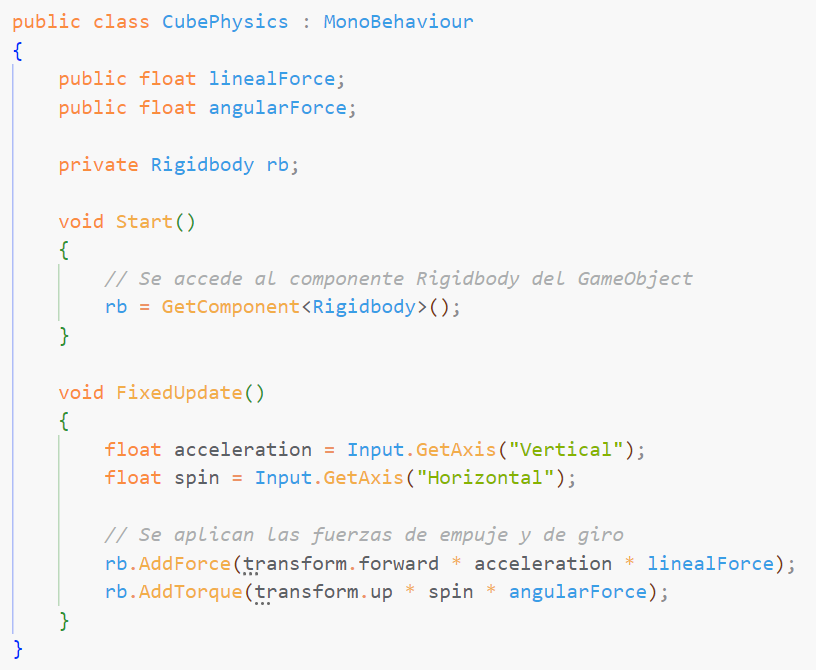 public class CubePhysics : MonoBehaviour
{
    public float linealForce;
    public float angularForce;

    private Rigidbody rb;

    void Start()
    {
        // Se accede al componente Rigidbody del GameObject
        rb = GetComponent<Rigidbody>();
    }

    void FixedUpdate()
    {
        float acceleration = Input.GetAxis("Vertical");
        float spin = Input.GetAxis("Horizontal");

        // Se aplican las fuerzas de empuje y de giro
        rb.AddForce(transform.forward * acceleration * linealForce);
        rb.AddTorque(transform.up * spin * angularForce);
    }
}